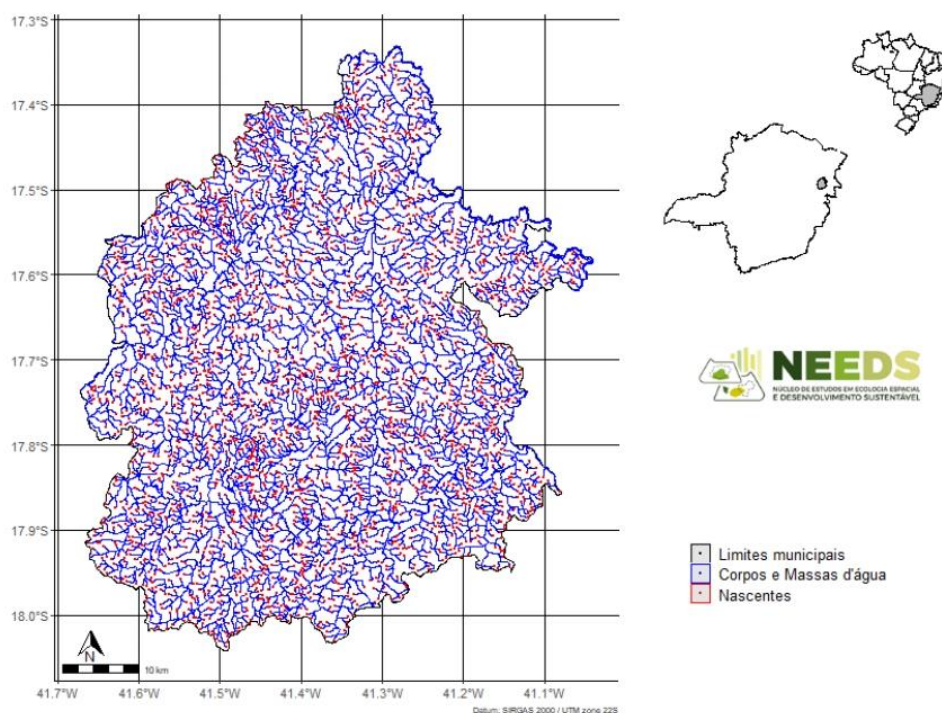 17.3°S
17.4°S
17.5°S
17.6°S
17.7°S
17.8°S
17.9°S
18.0°S
N
10 km
41.7°W 41.6°W 41.5°W 41.4°W 41.3°W 41.2°W 41.1°W
Datum: SIRGAS 2000 / UTM zone 22S
NEEDS
NÚCLEO DE ESTUDOS EM ECOLOGIA ESPACIAL
E DESENVOLVIMENTO SUSTENTÁVEL
Limites municipais
Corpos e Massas d'água
Nascentes